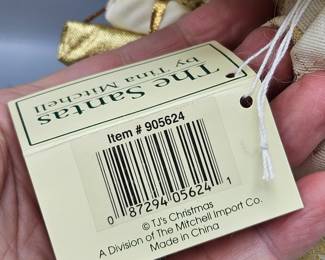 The Santas
by Tina Mitchell
Item # 905624
0 87294 05624 1
© TJ's Christmas
A Division of The Mitchell Import Co.
Made in China